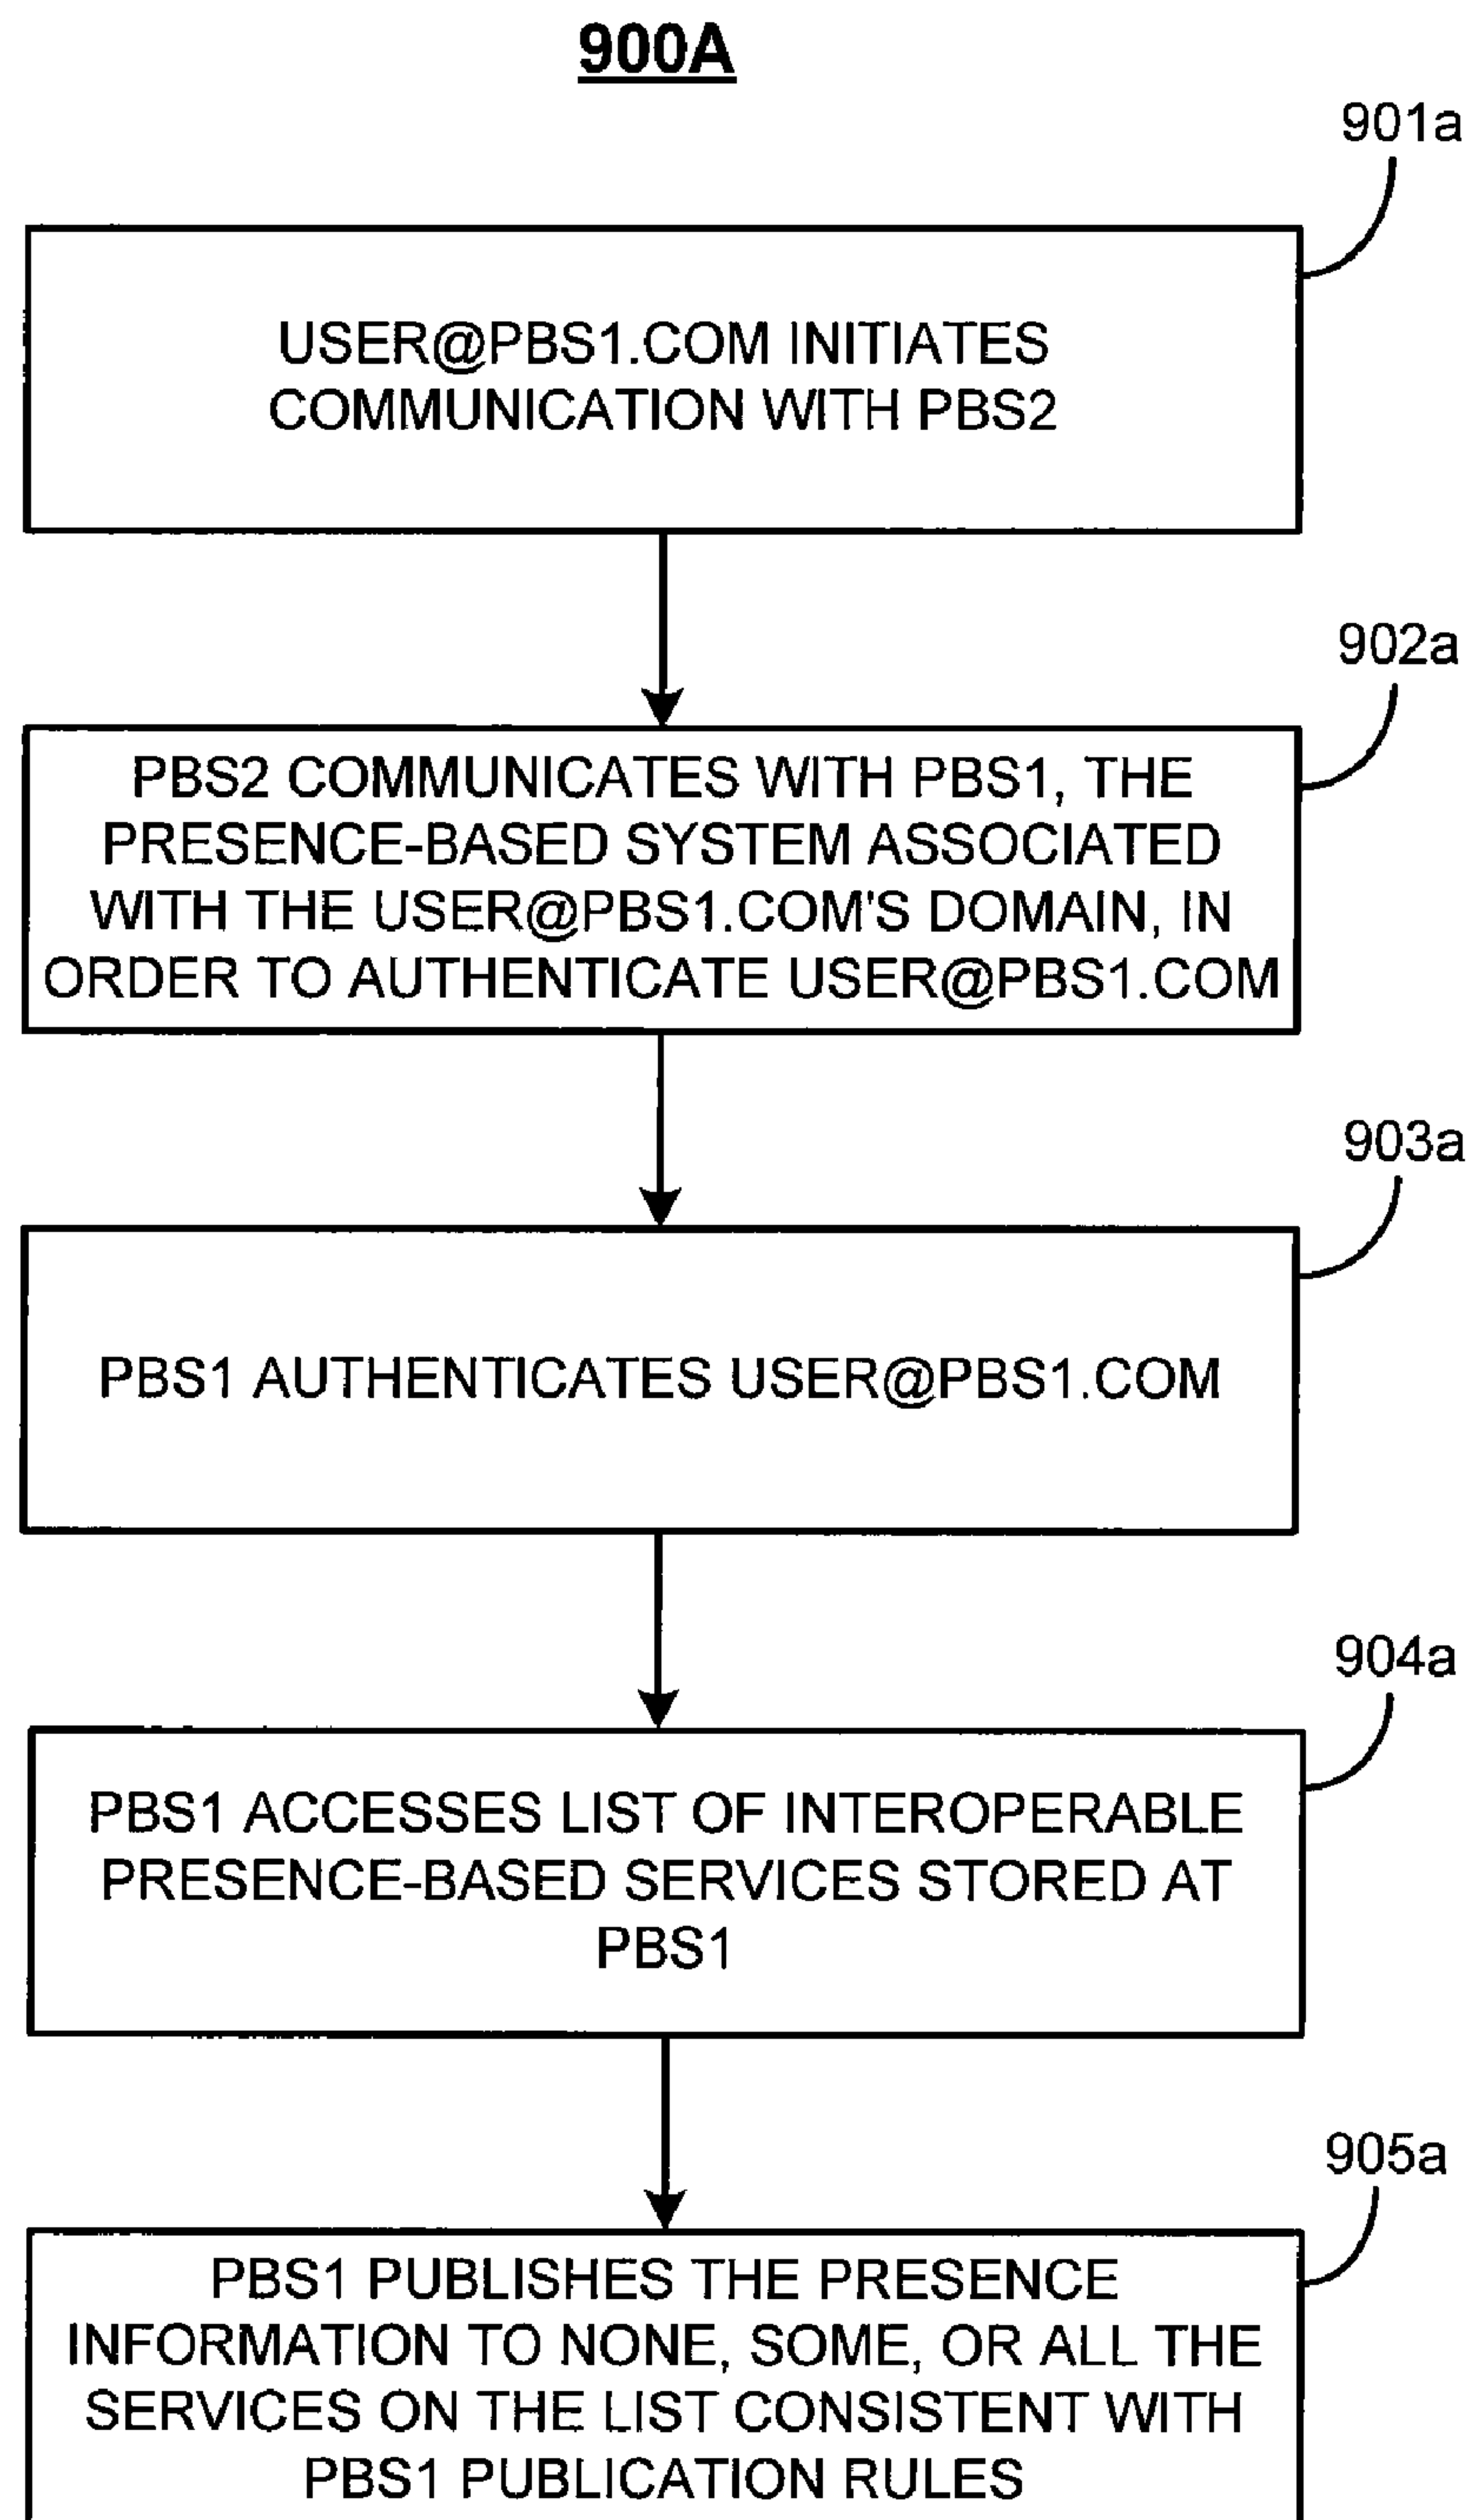 900A
901a
USER@PBS1.COM INITIATES
COMMUNICATION WITH PBS2
902a
PBS2 COMMUNICATES WITH PBS1, THE
PRESENCE-BASED SYSTEM ASSOCIATED
WITH THE USER@PBS1.COM'S DOMAIN, IN
ORDER TO AUTHENTICATE USER@PBS1.COM
903a
PBS1 AUTHENTICATES USER@PBS1.COM
904a
PBS1 ACCESSES LIST OF INTEROPERABLE
PRESENCE-BASED SERVICES STORED AT
PBS1
905a
PBS1 PUBLISHES THE PRESENCE
INFORMATION TO NONE, SOME, OR ALL THE
SERVICES ON THE LIST CONSISTENT WITH
PBS1 PUBLICATION RULES